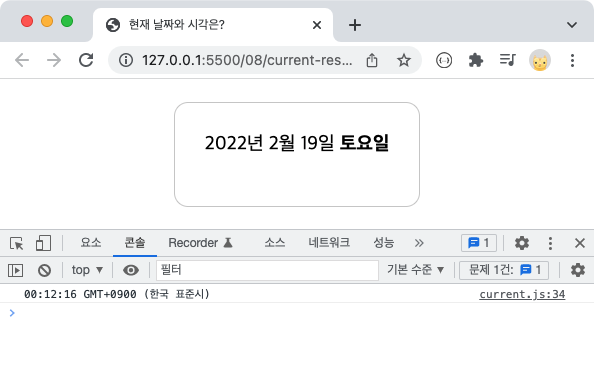 현재 날짜와 시각은?
127.0.0.1:5500/08/current-res...
2022년 2월 19일 토요일
요소 콘솔 Recorder 소스 네트워크 성능 » 1
top ▼ 필터 기본 수준 ▼ 문제 1건: 1
00:12:16 GMT+0900 (한국 표준시) current.js:34
>